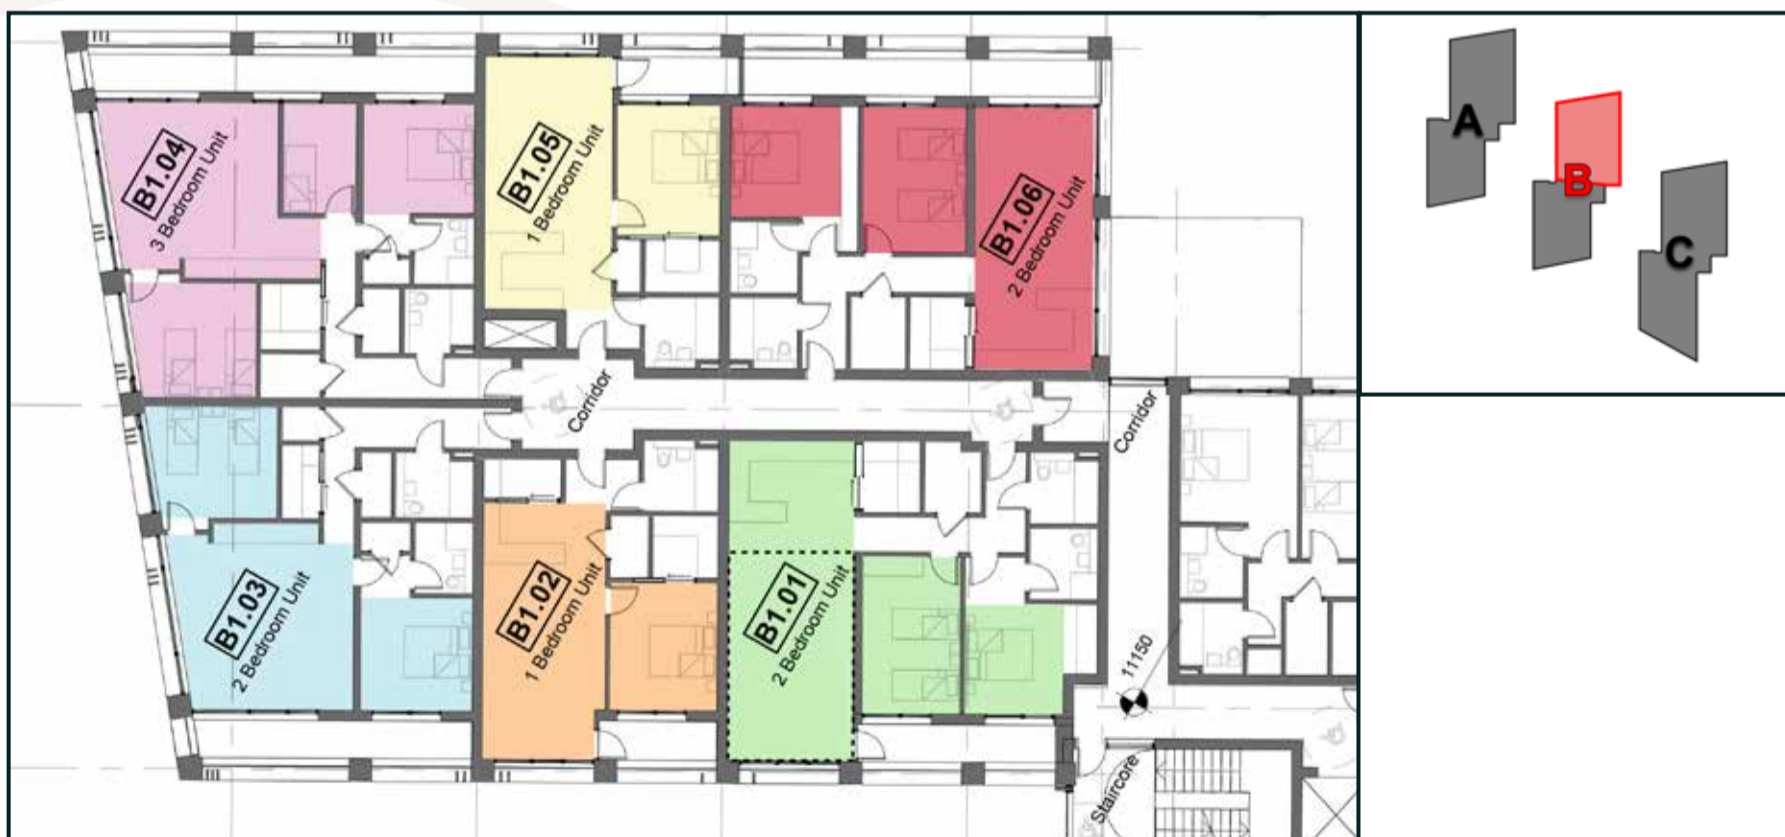 B1.04
3 Bedroom Unit
B1.05
1 Bedroom Unit
B1.06
2 Bedroom Unit
Corridor
Corridor
B1.03
2 Bedroom Unit
B1.02
1 Bedroom Unit
B1.01
2 Bedroom Unit
11150
Staircore
A
B
C